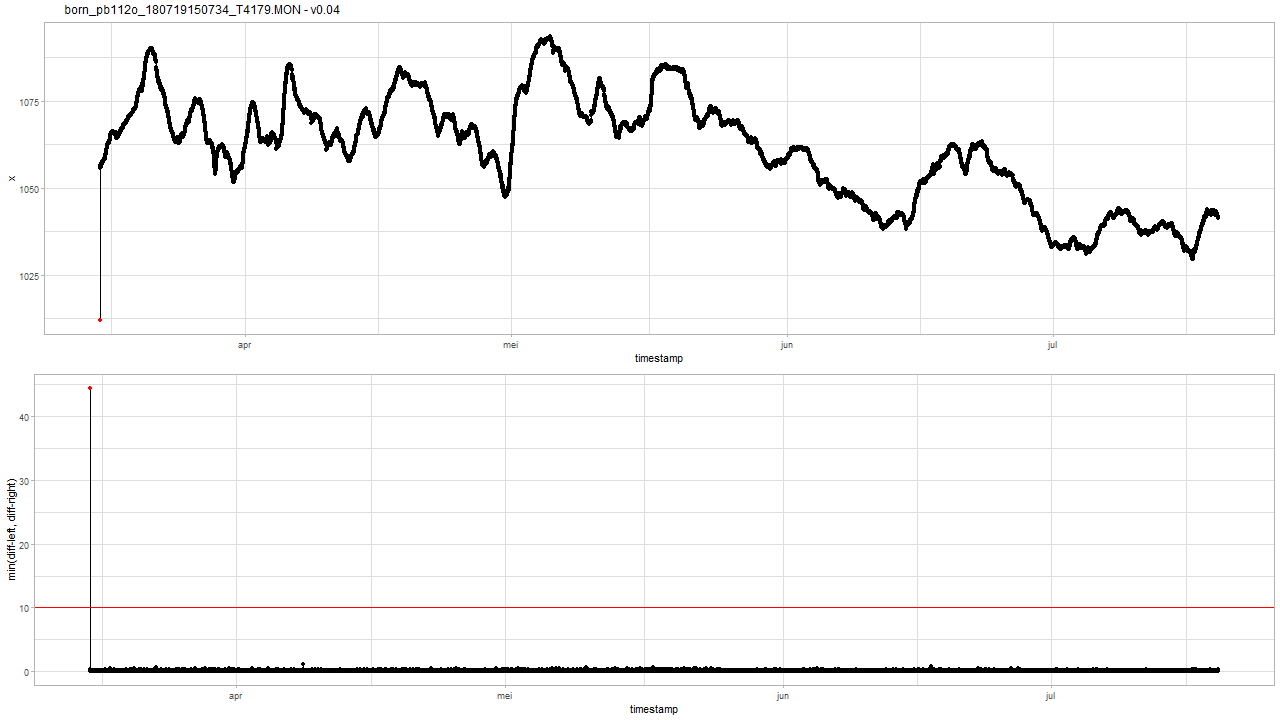 born_pb112o_180719150734_T4179.MON - v0.04
x
1075
1050
1025
apr
mei
jun
jul
timestamp
min(diff-left, diff-right)
40
30
20
10
0
apr
mei
jun
jul
timestamp